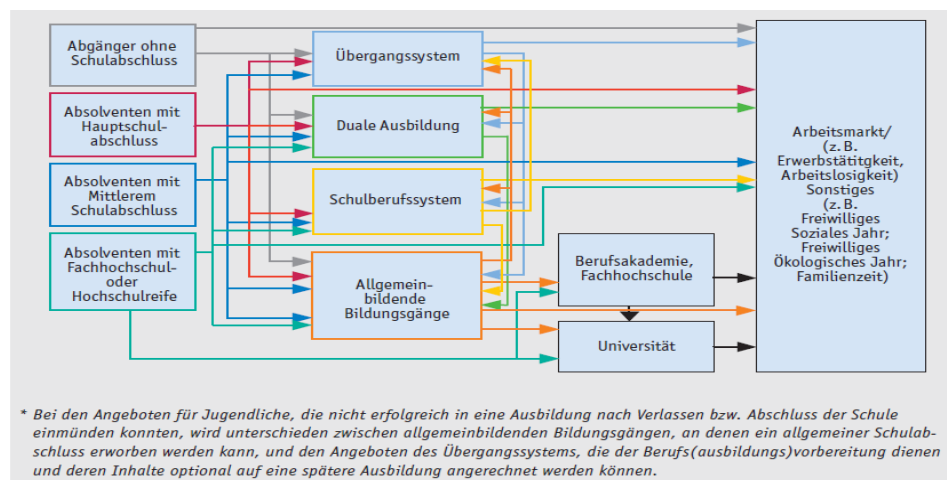 Abgänger ohne
Schulabschluss
Absolventen mit
Hauptschul-
abschluss
Absolventen mit
Mittlerem
Schulabschluss
Absolventen mit
Fachhochschul-
oder
Hochschulreife
Übergangssystem
Duale Ausbildung
Schulberufssystem
Allgemein-
bildende
Bildungsgänge
Berufsakademie,
Fachhochschule
Universität
Arbeitsmarkt/
(z. B.
Erwerbstätitgkeit,
Arbeitslosigkeit)
Sonstiges
(z. B.
Freiwilliges
Soziales Jahr;
Freiwilliges
Ökologisches Jahr;
Familienzeit)
* Bei den Angeboten für Jugendliche, die nicht erfolgreich in eine Ausbildung nach Verlassen bzw. Abschluss der Schule
einmünden konnten, wird unterschieden zwischen allgemeinbildenden Bildungsgängen, an denen ein allgemeiner Schulab-
schluss erworben werden kann, und den Angeboten des Übergangssystems, die der Berufs(ausbildungs)vorbereitung dienen
und deren Inhalte optional auf eine spätere Ausbildung angerechnet werden können.